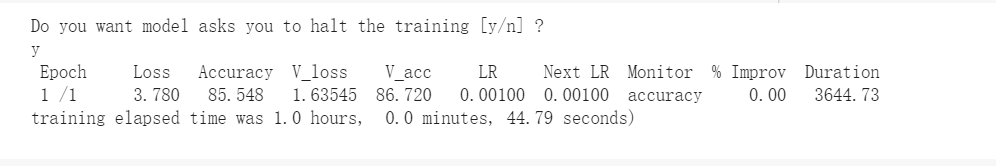 Do you want model asks you to halt the training [y/n] ?
y
Epoch Loss Accuracy V_loss V_acc LR Next LR Monitor % Improv Duration
1 /1 3.780 85.548 1.63545 86.720 0.00100 0.00100 accuracy 0.00 3644.73
training elapsed time was 1.0 hours, 0.0 minutes, 44.79 seconds)